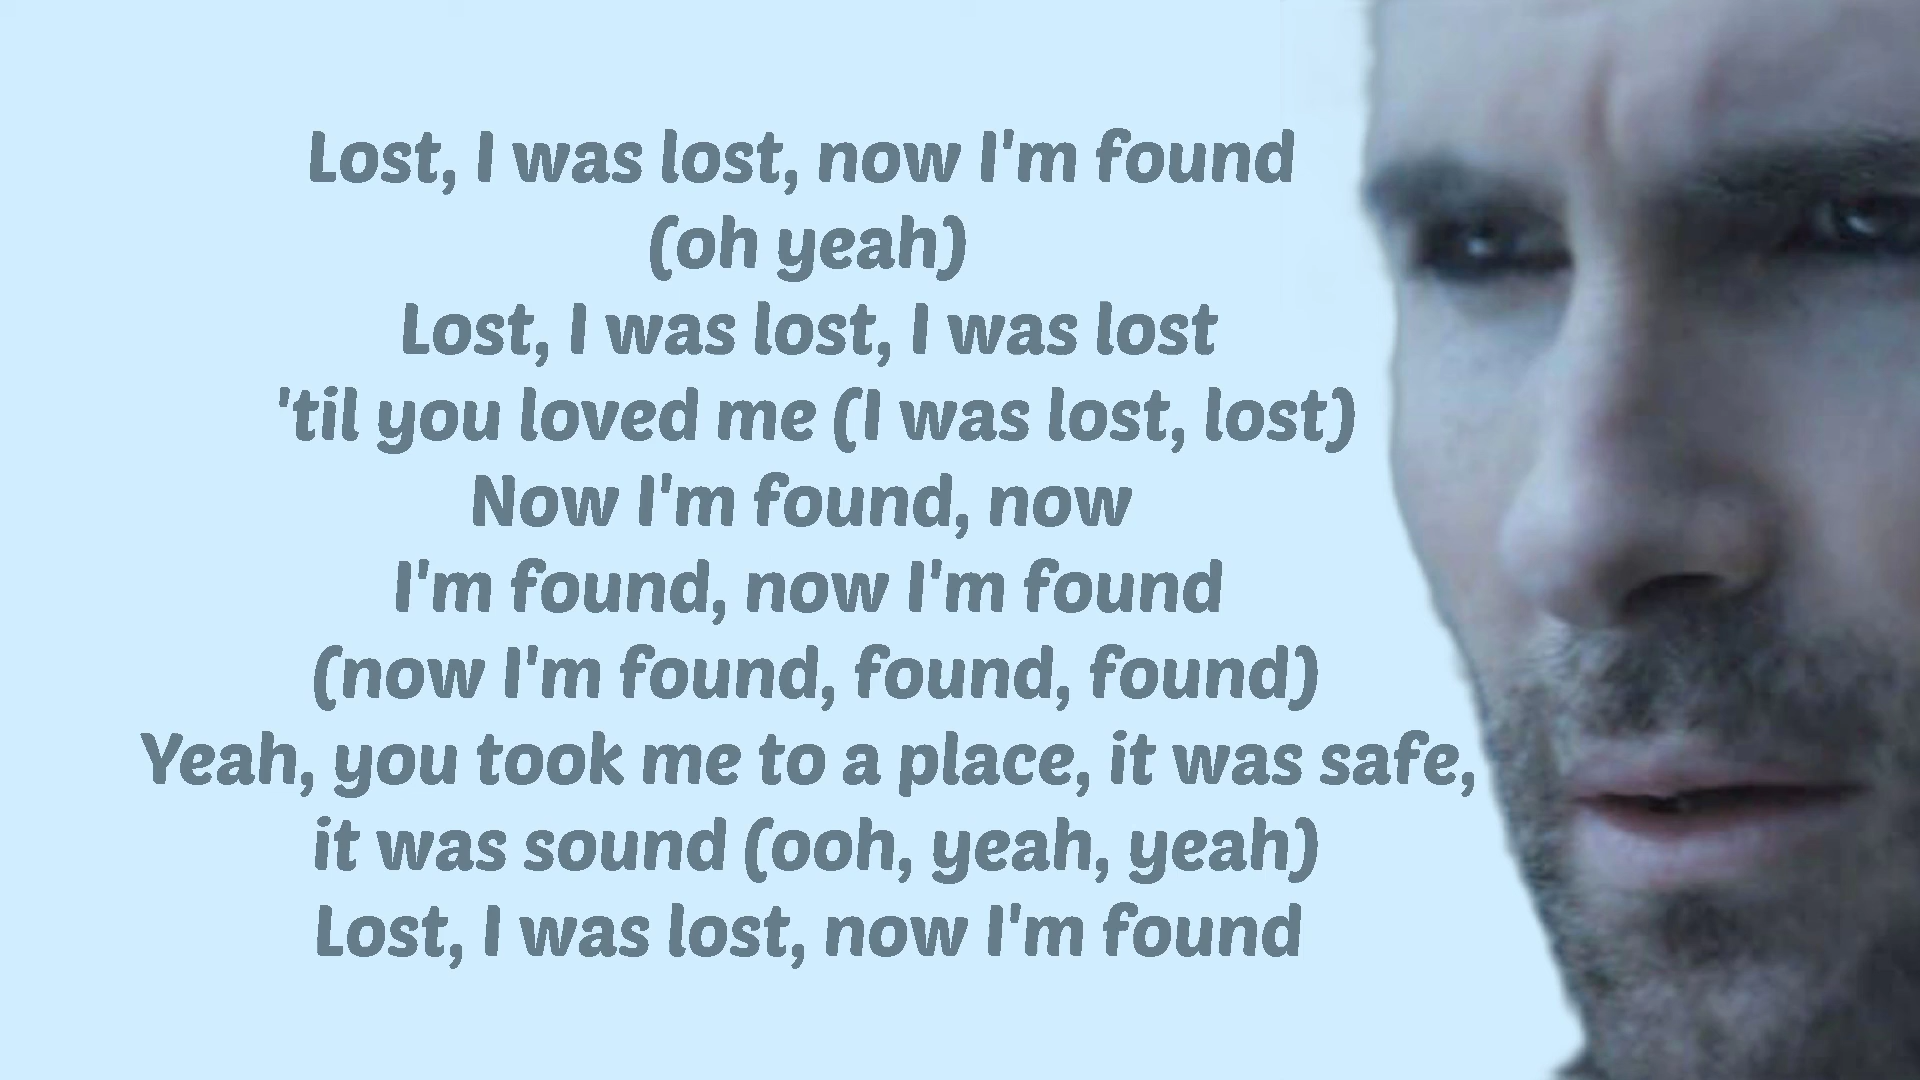 Lost, I was lost, now I'm found
(oh yeah)
Lost, I was lost, I was lost
'til you loved me (I was lost, lost)
Now I'm found, now
I'm found, now I'm found
(now I'm found, found, found)
Yeah, you took me to a place, it was safe,
it was sound (ooh, yeah, yeah)
Lost, I was lost, now I'm found